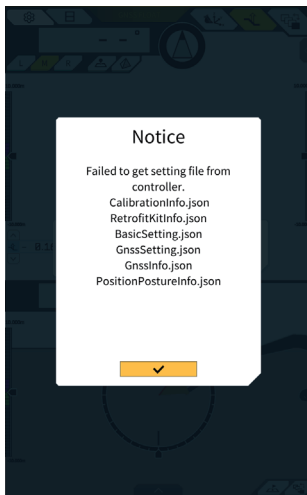 Notice
Failed to get setting file from
controller.
CalibrationInfo.json
RetrofitKitInfo.json
BasicSetting.json
GnssSetting.json
GnssInfo.json
PositionPostureInfo.json